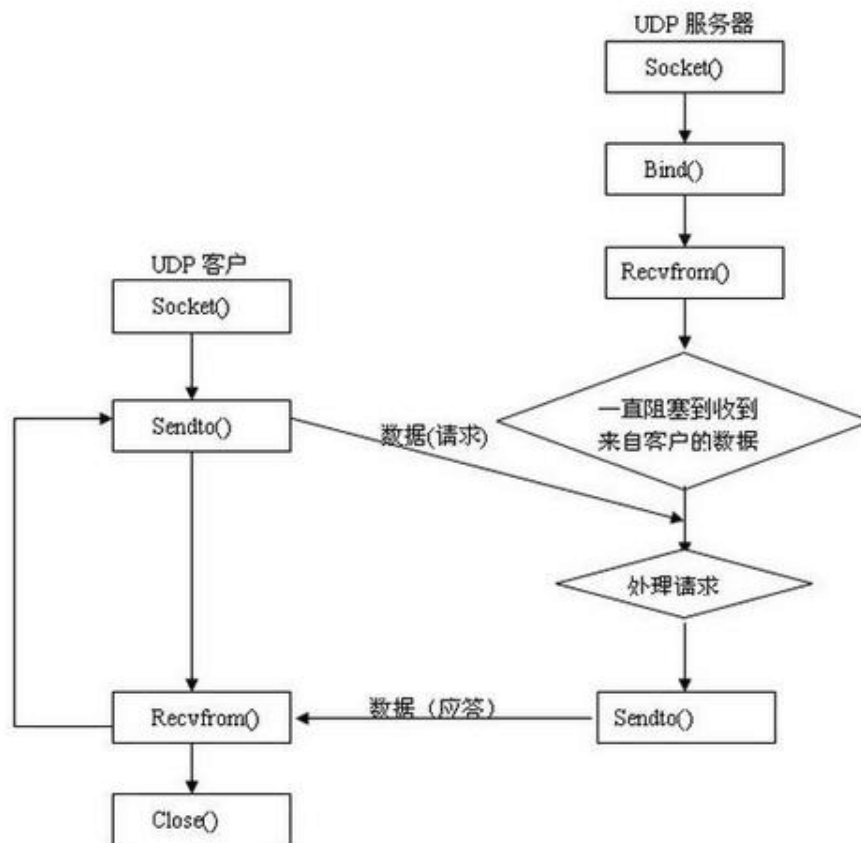 UDP 服务器
Socket()
Bind()
Recvfrom()
UDP 客户
Socket()
一直阻塞到收到
来自客户的数据
Sendto()
数据(请求)
处理请求
Recvfrom()
数据（应答）
Sendto()
Close()